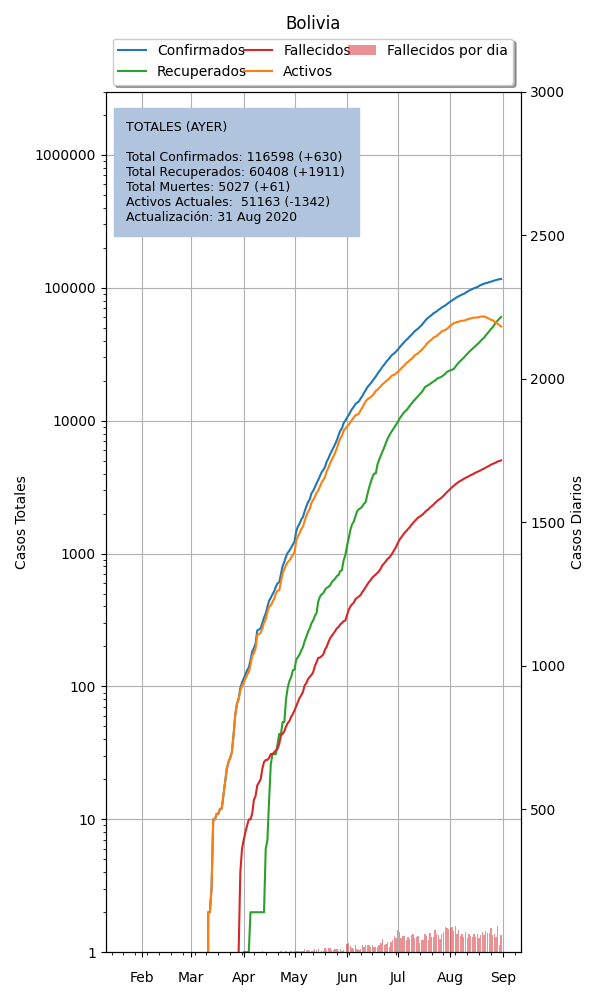 Bolivia
Confirmados Fallecidos Fallecidos por dia
Recuperados Activos
TOTALES (AYER)
Total Confirmados: 116598 (+630)
Total Recuperados: 60408 (+1911)
Total Muertes: 5027 (+61)
Activos Actuales:  51163 (-1342)
Actualización: 31 Aug 2020
Casos Totales
1000000
100000
10000
1000
100
10
1
3000
2500
2000
1500
1000
500
Casos Diarios
Feb Mar Apr May Jun Jul Aug Sep